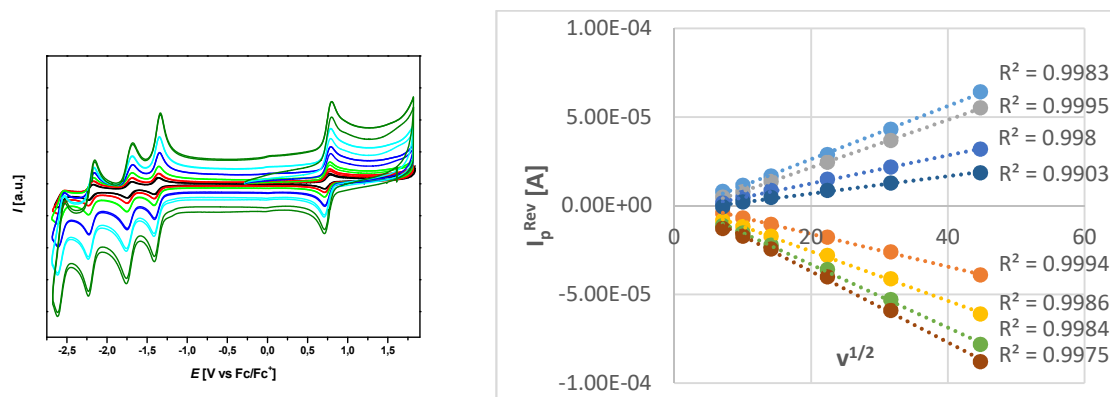 I [a.u.]
-2,5 -2,0 -1,5 -1,0 -0,5 0,0 0,5 1,0 1,5
E [V vs Fc/Fc⁺]
1.00E-04
5.00E-05
0.00E+00
-5.00E-05
-1.00E-04
0 20 40 60
Iₚᴿᵉᵛ [A]
v¹/²
R² = 0.9983
R² = 0.9995
R² = 0.998
R² = 0.9903
R² = 0.9994
R² = 0.9986
R² = 0.9984
R² = 0.9975